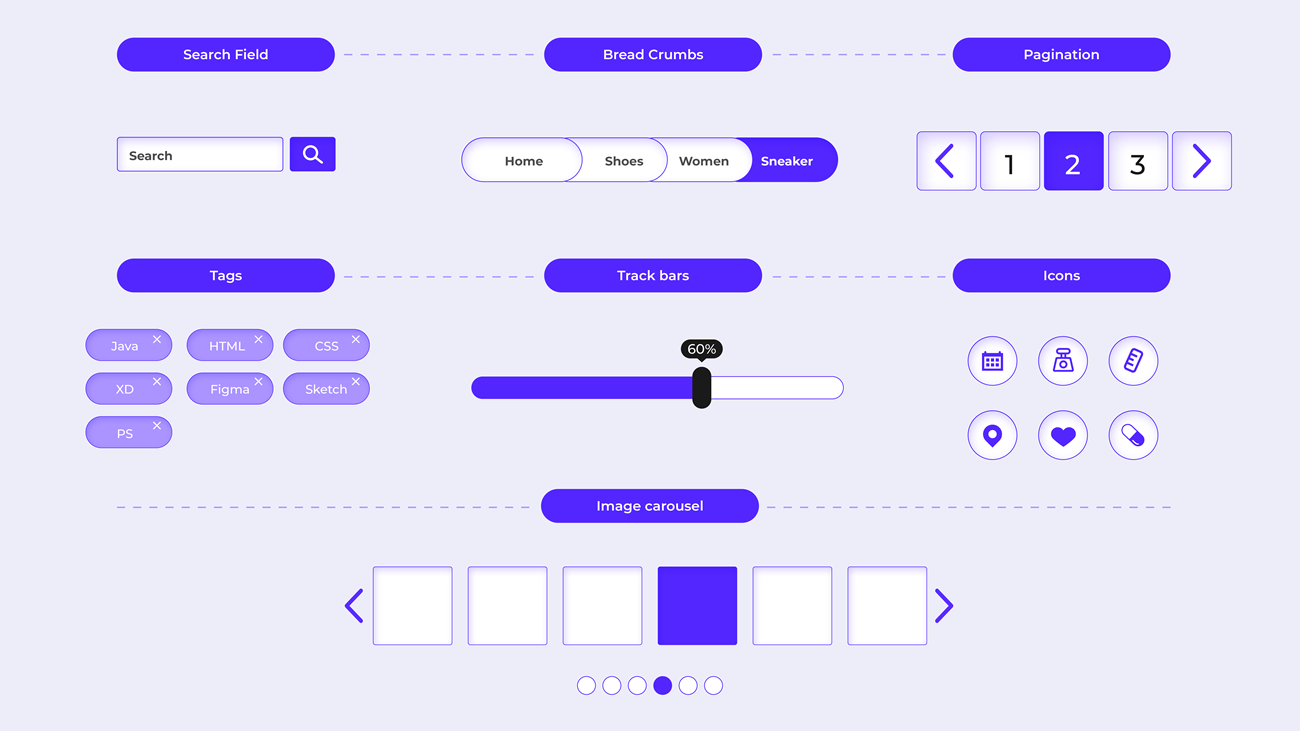 Search Field
Bread Crumbs
Pagination
Search
Home
Shoes
Women
Sneaker
1
2
3
Tags
Track bars
Icons
Java
HTML
CSS
XD
Figma
Sketch
PS
60%
Image carousel